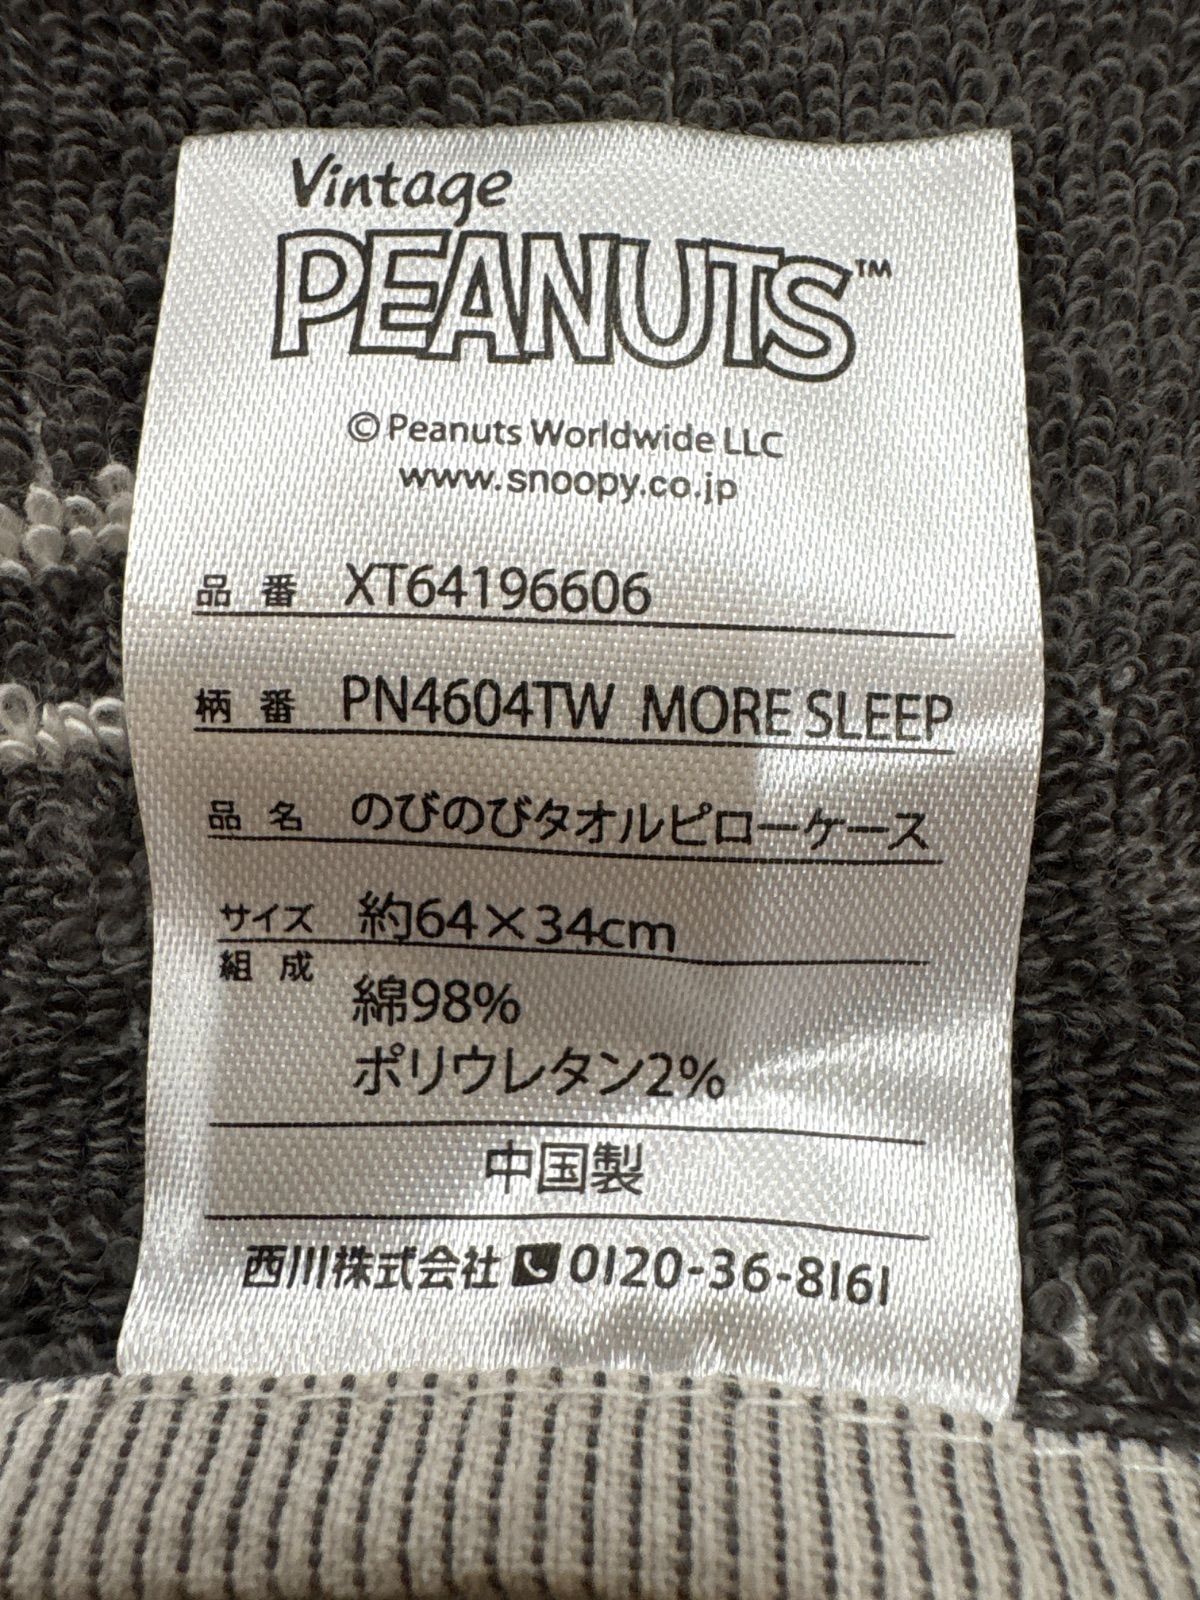 Vintage
PEANUTS™
©Peanuts Worldwide LLC
www.snoopy.co.jp
品番 XT64196606
柄番 PN4604TW MORE SLEEP
品名 のびのびタオルピローケース
サイズ 約64×34cm
組成
綿98%
ポリウレタン2%
中国製
西川株式会社 0120-36-8161